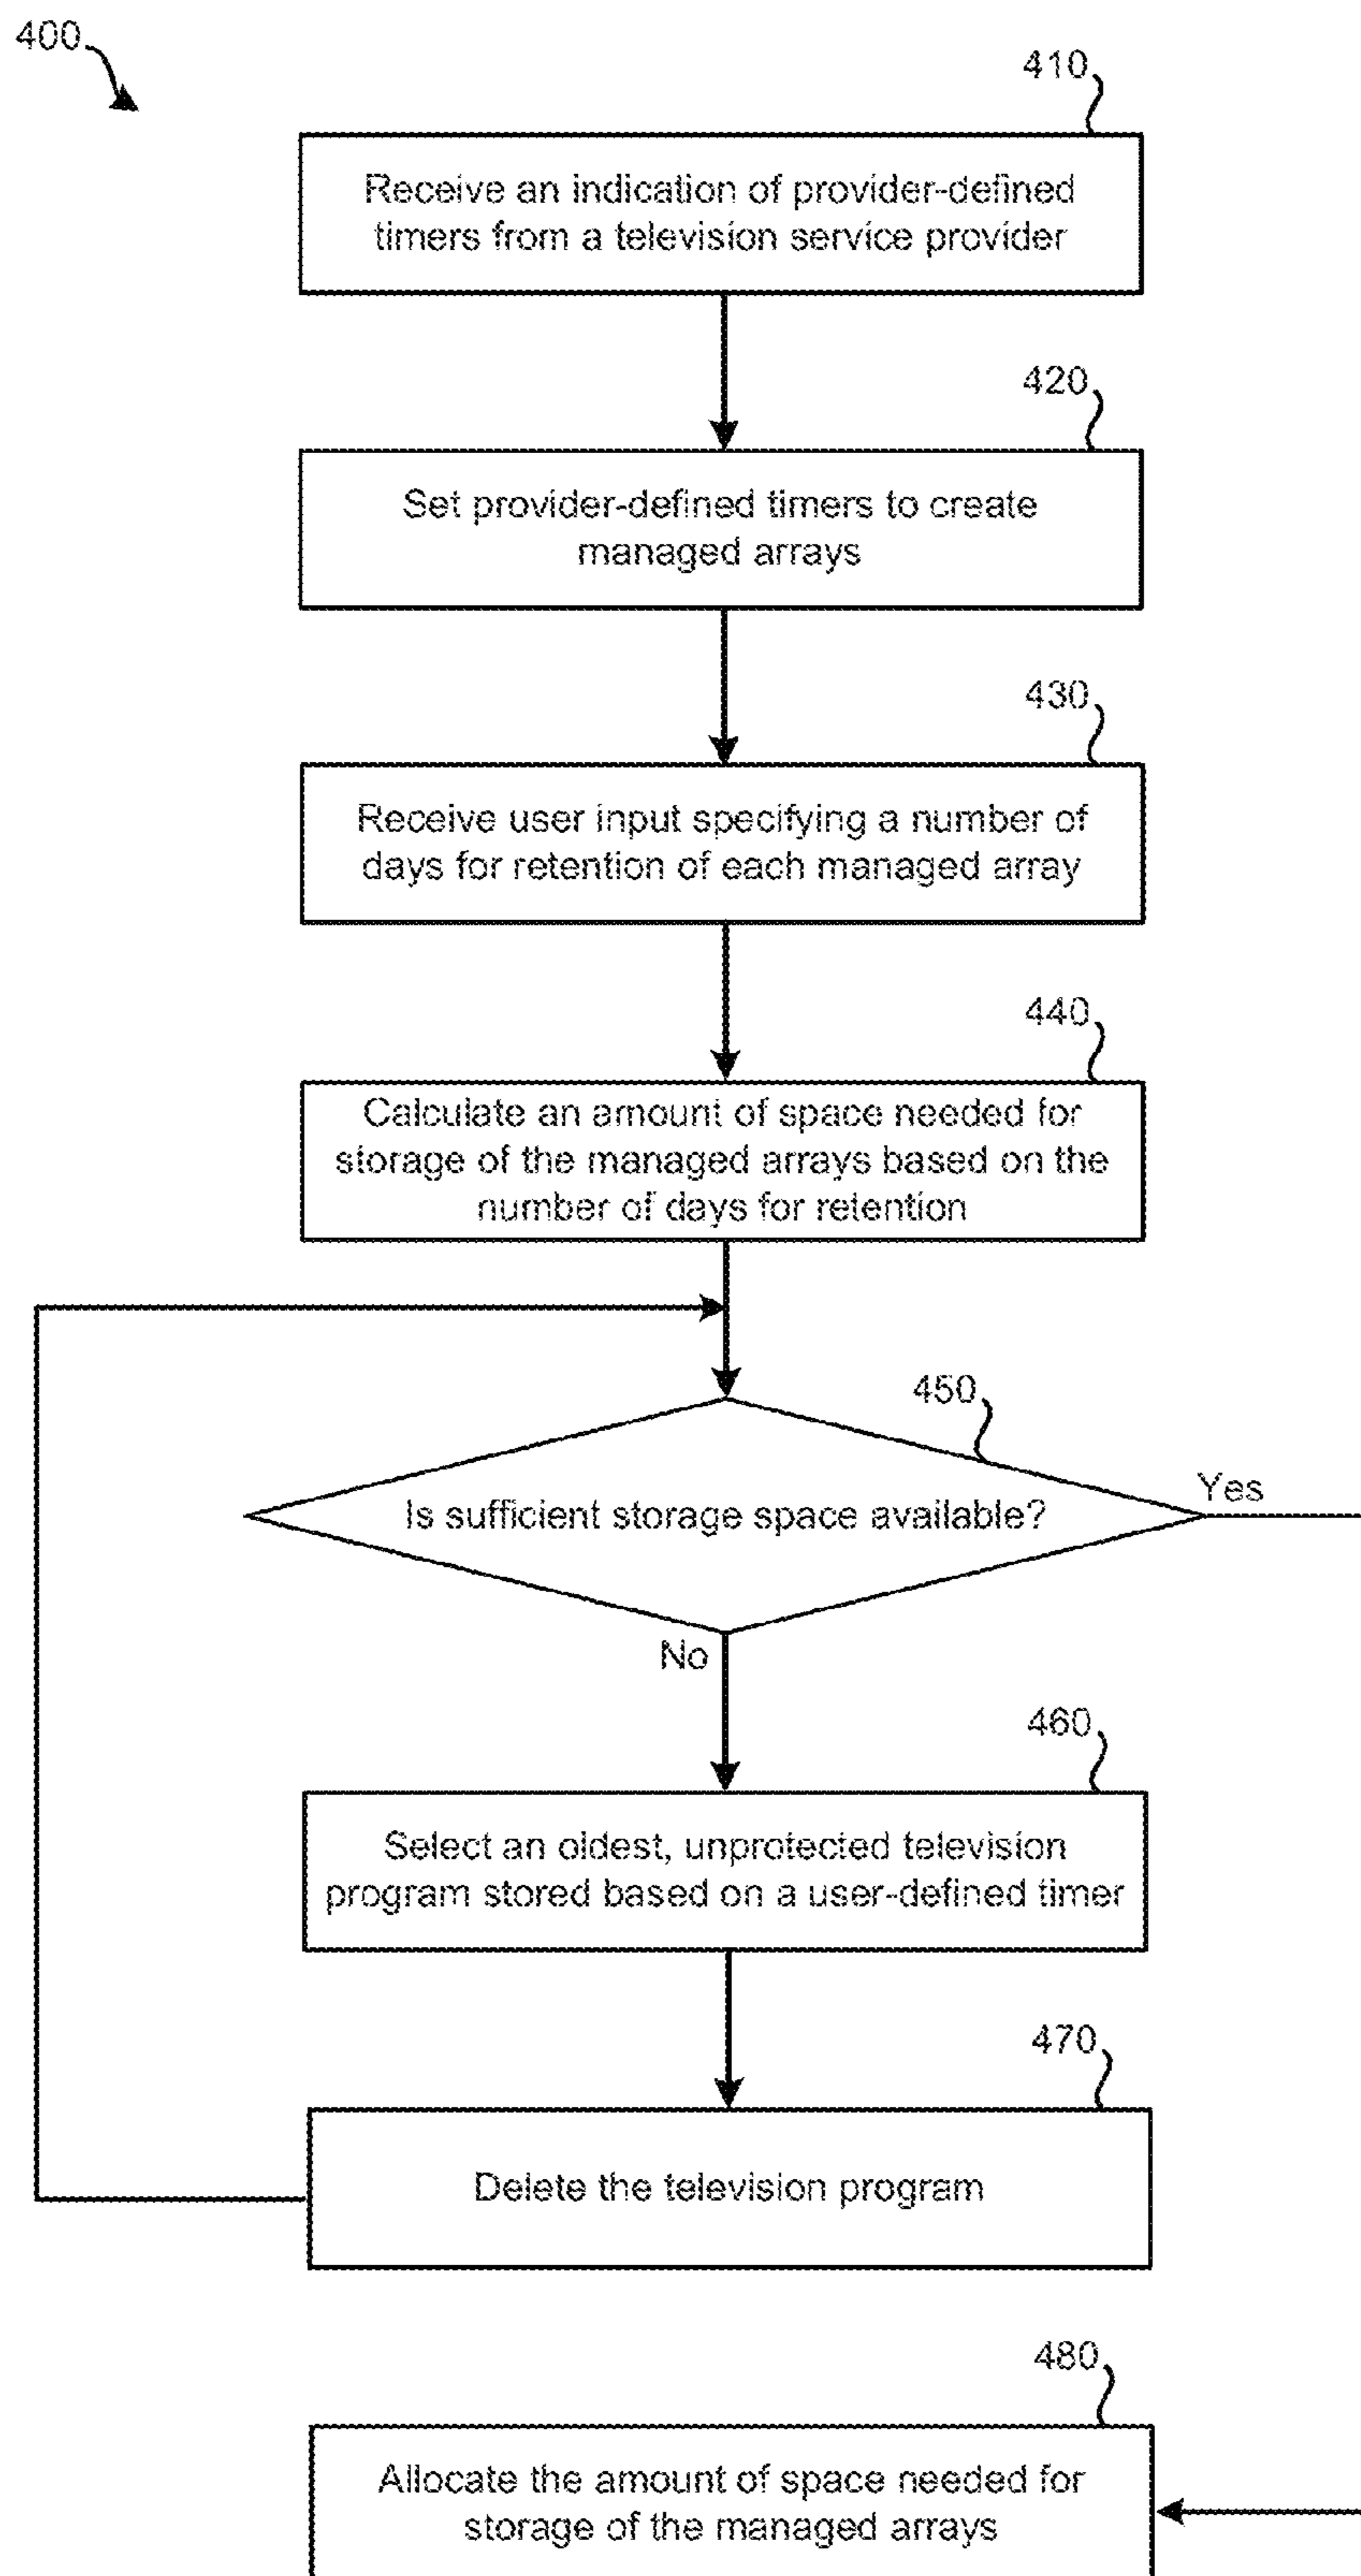 400
410
Receive an indication of provider-defined
timers from a television service provider
420
Set provider-defined timers to create
managed arrays
430
Receive user input specifying a number of
days for retention of each managed array
440
Calculate an amount of space needed for
storage of the managed arrays based on the
number of days for retention
450
Is sufficient storage space available?
Yes
No
460
Select an oldest, unprotected television
program stored based on a user-defined timer
470
Delete the television program
480
Allocate the amount of space needed for
storage of the managed arrays